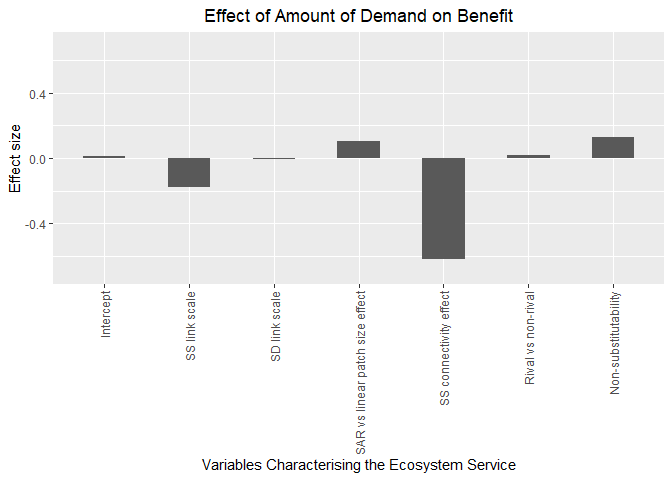 Effect of Amount of Demand on Benefit
Effect size
0.4
0.0
-0.4
Intercept
SS link scale
SD link scale
SAR vs linear patch size effect
SS connectivity effect
Rival vs non-rival
Non-substitutability
Variables Characterising the Ecosystem Service